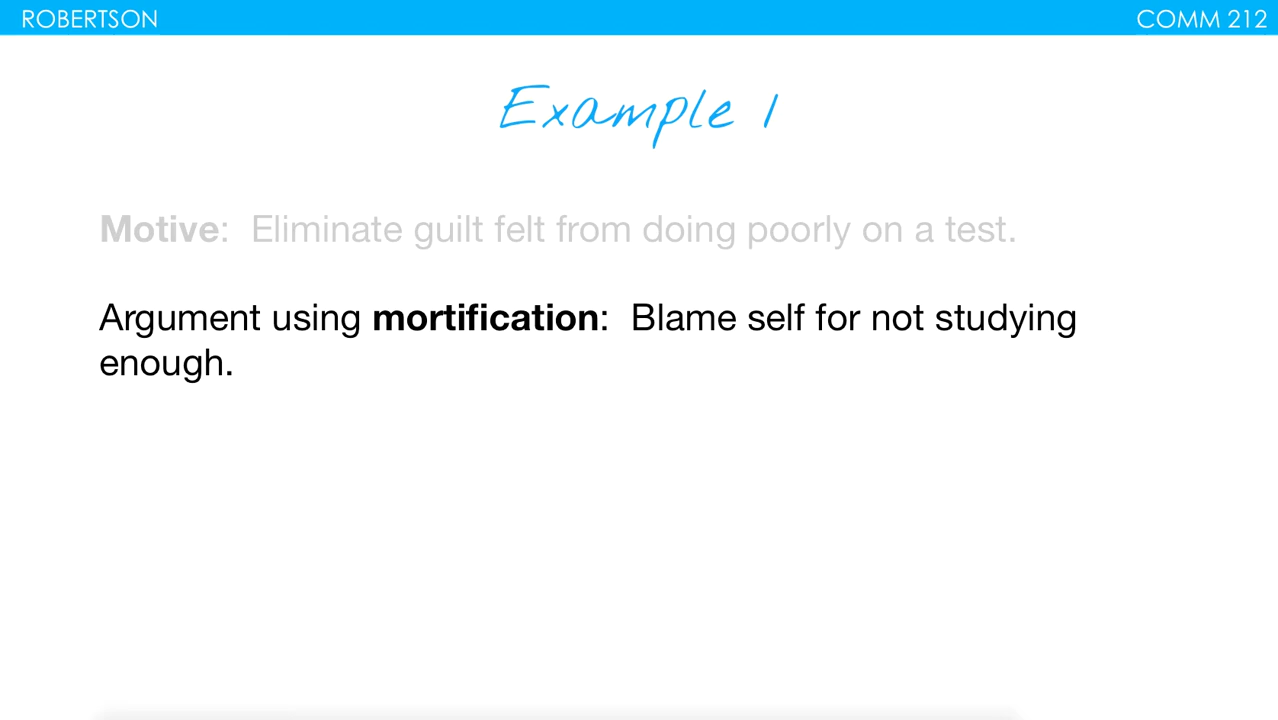 ROBERTSON
COMM 212
Example 1
Motive: Eliminate guilt felt from doing poorly on a test.
Argument using mortification: Blame self for not studying
enough.